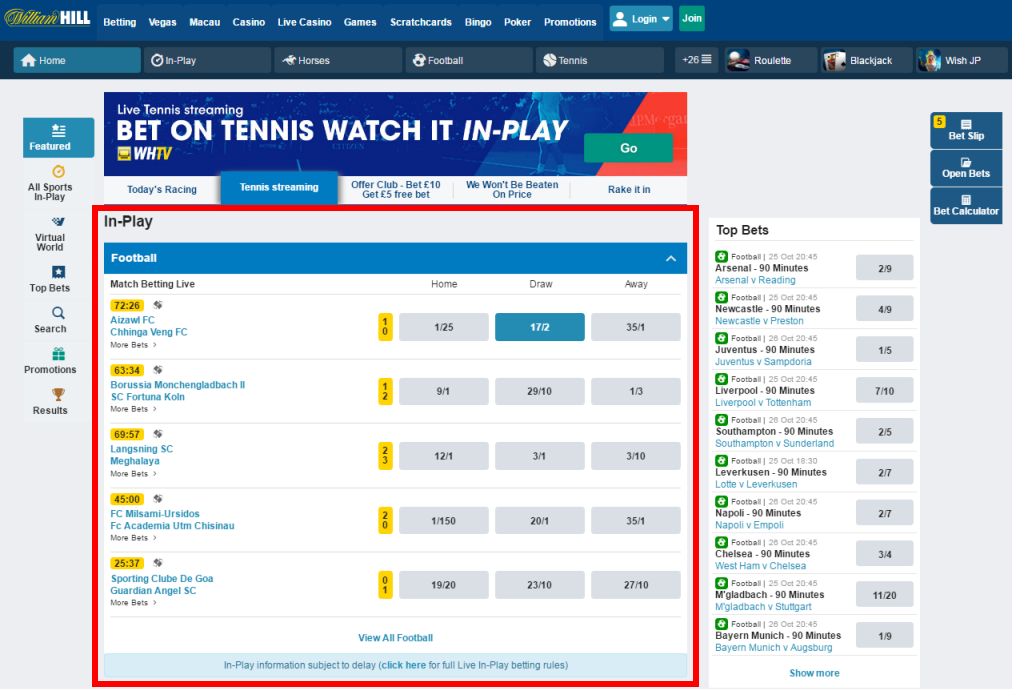 William HILL
Betting Vegas Macau Casino Live Casino Games Scratchcards Bingo Poker Promotions Login Join
Home In-Play Horses Football Tennis +26 Roulette Blackjack Wish JP
Featured
All Sports
In-Play
Virtual
World
Top Bets
Search
Promotions
Results
Live Tennis streaming
BET ON TENNIS WATCH IT IN-PLAY
WHTV
Go
CITIZEN
Today's Racing
Tennis streaming
Offer Club - Bet £10
Get £5 free bet
We Won't Be Beaten
On Price
Rake it in
In-Play
Football
Match Betting Live Home Draw Away
72:26
Aizawl FC
Chhinga Veng FC
More Bets >
1
0
1/25 17/2 35/1
63:34
Borussia Monchengladbach II
SC Fortuna Koln
More Bets >
1
2
9/1 29/10 1/3
69:57
Langsning SC
Meghalaya
More Bets >
2
3
12/1 3/1 3/10
45:00
FC Milsami-Ursidos
Fc Academia Utm Chisinau
More Bets >
2
0
1/150 20/1 35/1
25:37
Sporting Clube De Goa
Guardian Angel SC
More Bets >
0
1
19/20 23/10 27/10
View All Football
In-Play information subject to delay (click here for full Live In-Play betting rules)
Top Bets
Football | 25 Oct 20:45
Arsenal - 90 Minutes
Arsenal v Reading
2/9
Football | 25 Oct 20:45
Newcastle - 90 Minutes
Newcastle v Preston
4/9
Football | 26 Oct 20:45
Juventus - 90 Minutes
Juventus v Sampdoria
1/5
Football | 25 Oct 20:45
Liverpool - 90 Minutes
Liverpool v Tottenham
7/10
Football | 26 Oct 20:45
Southampton - 90 Minutes
Southampton v Sunderland
2/5
Football | 25 Oct 18:30
Leverkusen - 90 Minutes
Lotte v Leverkusen
2/7
Football | 26 Oct 20:45
Napoli - 90 Minutes
Napoli v Empoli
2/7
Football | 26 Oct 20:45
Chelsea - 90 Minutes
West Ham v Chelsea
3/4
Football | 25 Oct 20:45
M'gladbach - 90 Minutes
M'gladbach v Stuttgart
11/20
Football | 26 Oct 20:45
Bayern Munich - 90 Minutes
Bayern Munich v Augsburg
1/9
Show more
5
Bet Slip
Open Bets
Bet Calculator